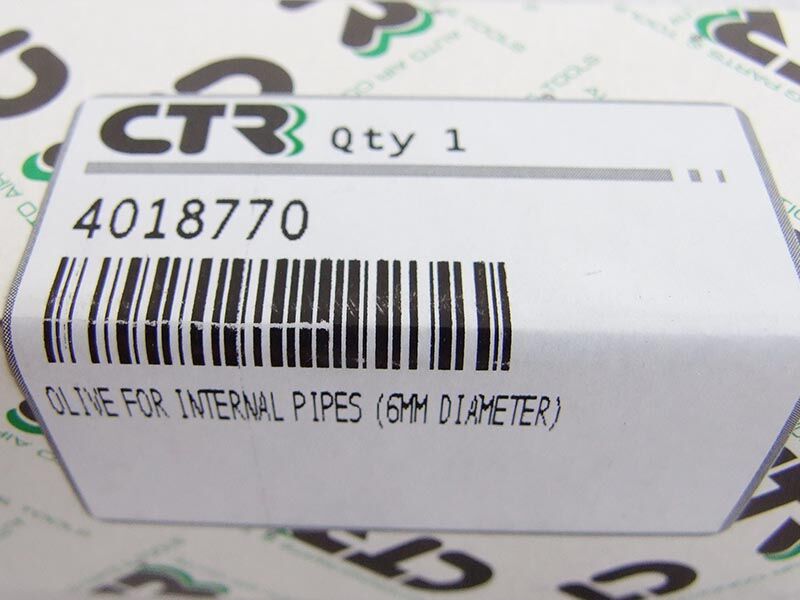 CTR Qty 1
4018770
OLIVE FOR INTERNAL PIPES (6MM DIAMETER)